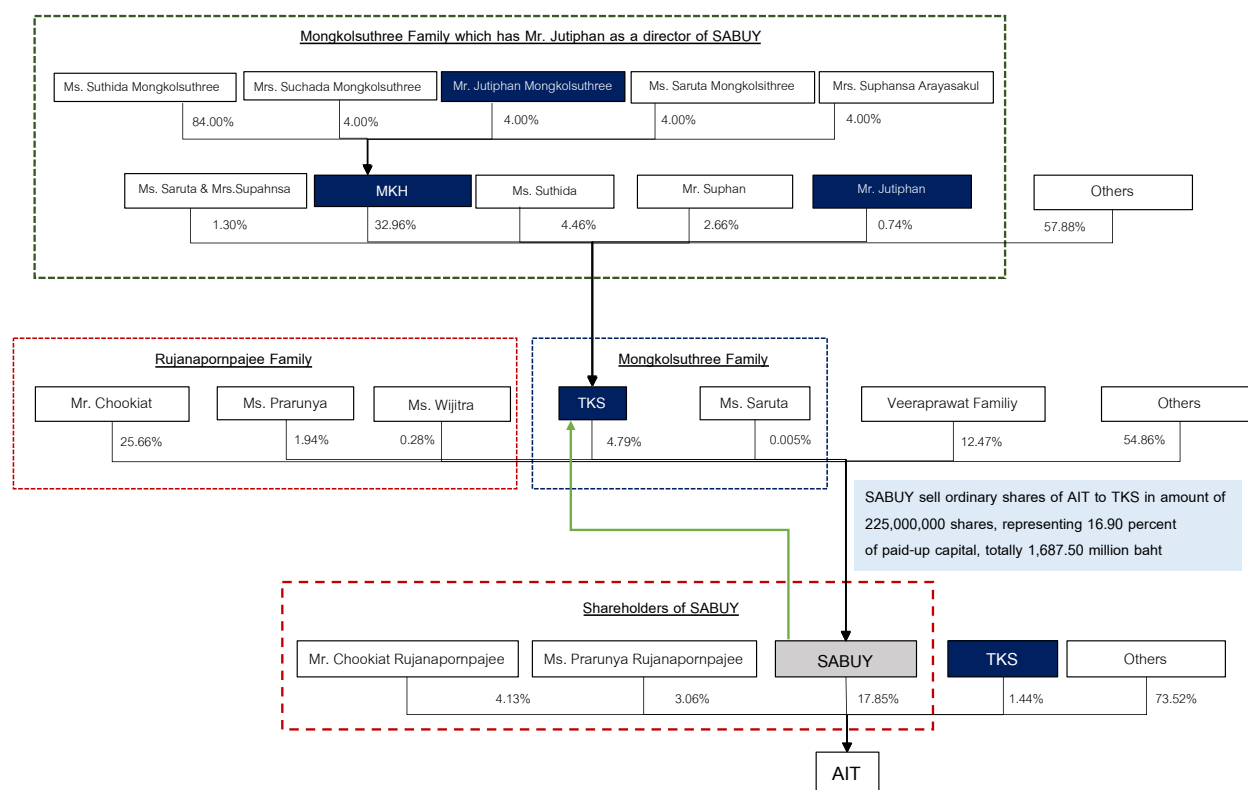 Mongkolsuthree Family which has Mr. Jutiphan as a director of SABUY
Ms. Suthida Mongkolsuthree
Mrs. Suchada Mongkolsuthree
Mr. Jutiphan Mongkolsuthree
Ms. Saruta Mongkolsithree
Mrs. Suphansa Arayasakul
84.00%
4.00%
4.00%
4.00%
4.00%
Ms. Saruta & Mrs.Supahnsa
MKH
Ms. Suthida
Mr. Suphan
Mr. Jutiphan
Others
1.30%
32.96%
4.46%
2.66%
0.74%
57.88%
Rujanapornpajee Family
Mongkolsuthree Family
Mr. Chookiat
Ms. Prarunya
Ms. Wijitra
TKS
Ms. Saruta
Veeraprawat Familiy
Others
25.66%
1.94%
0.28%
4.79%
0.005%
12.47%
54.86%
SABUY sell ordinary shares of AIT to TKS in amount of
225,000,000 shares, representing 16.90 percent
of paid-up capital, totally 1,687.50 million baht
Shareholders of SABUY
Mr. Chookiat Rujanapornpajee
Ms. Prarunya Rujanapornpajee
SABUY
TKS
Others
4.13%
3.06%
17.85%
1.44%
73.52%
AIT